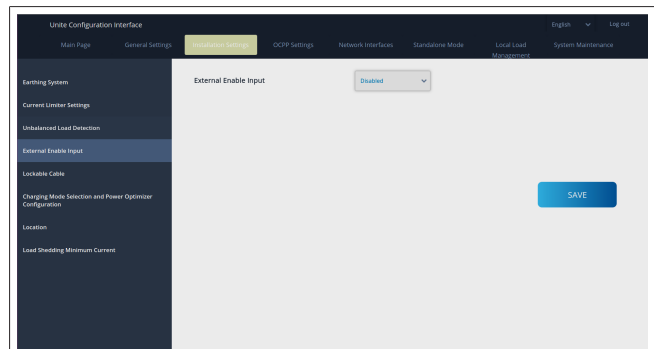 Unite Configuration Interface
English
Log out
Main Page
General Settings
Installation Settings
OCPP Settings
Network Interfaces
Standalone Mode
Local Load
Management
System Maintenance
Earthing System
External Enable Input
Disabled
Current Limiter Settings
Unbalanced Load Detection
External Enable Input
Lockable Cable
Charging Mode Selection and Power Optimizer
Configuration
SAVE
Location
Load Shedding Minimum Current